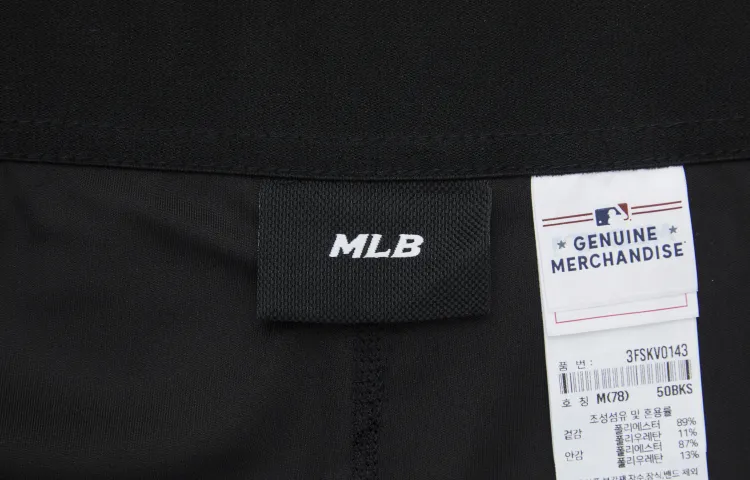 MLB
GENUINE
MERCHANDISE
품 번: 3FSKV0143
호 칭 M(78) 50BKS
조성섬유 및 혼용률
겉감 폴리에스터 89%
폴리우레탄 11%
안감 폴리에스터 87%
폴리우레탄 13%